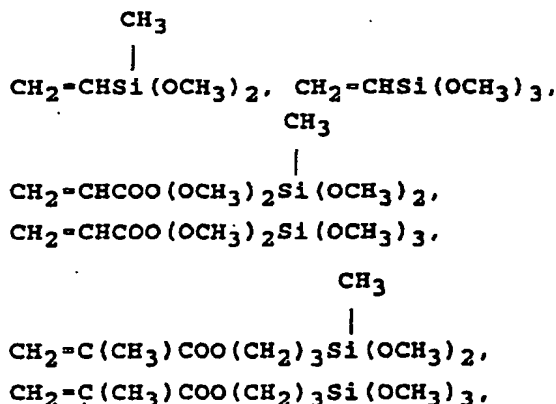 CH3
|
CH2=CHSi(OCH3)2, CH2=CHSi(OCH3)3,
CH3
|
CH2=CHCOO(OCH3)2Si(OCH3)2,
CH2=CHCOO(OCH3)2Si(OCH3)3,
CH3
|
CH2=C(CH3)COO(CH2)3Si(OCH3)2,
CH2=C(CH3)COO(CH2)3Si(OCH3)3,